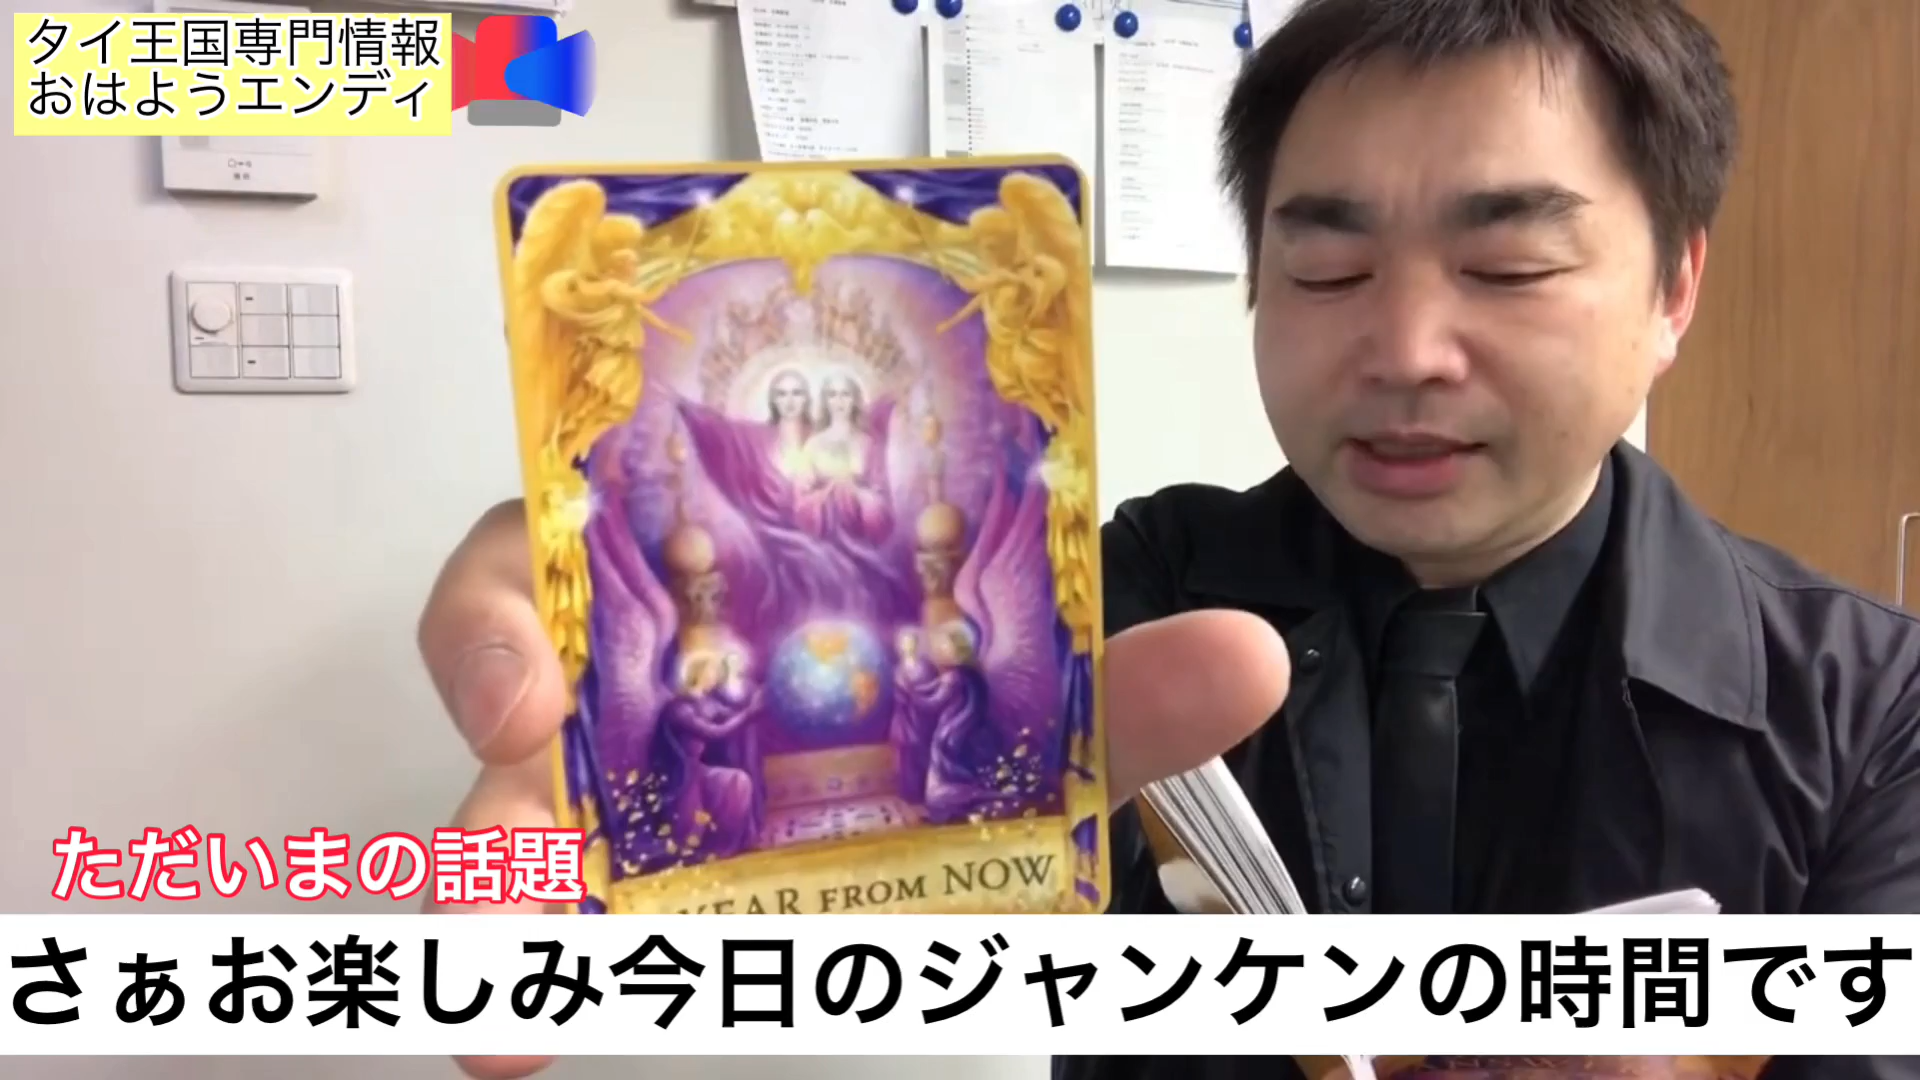 タイ王国専門情報
おはようエンディ
YEAR FROM NOW
ただいまの話題
さぁお楽しみ今日のジャンケンの時間です